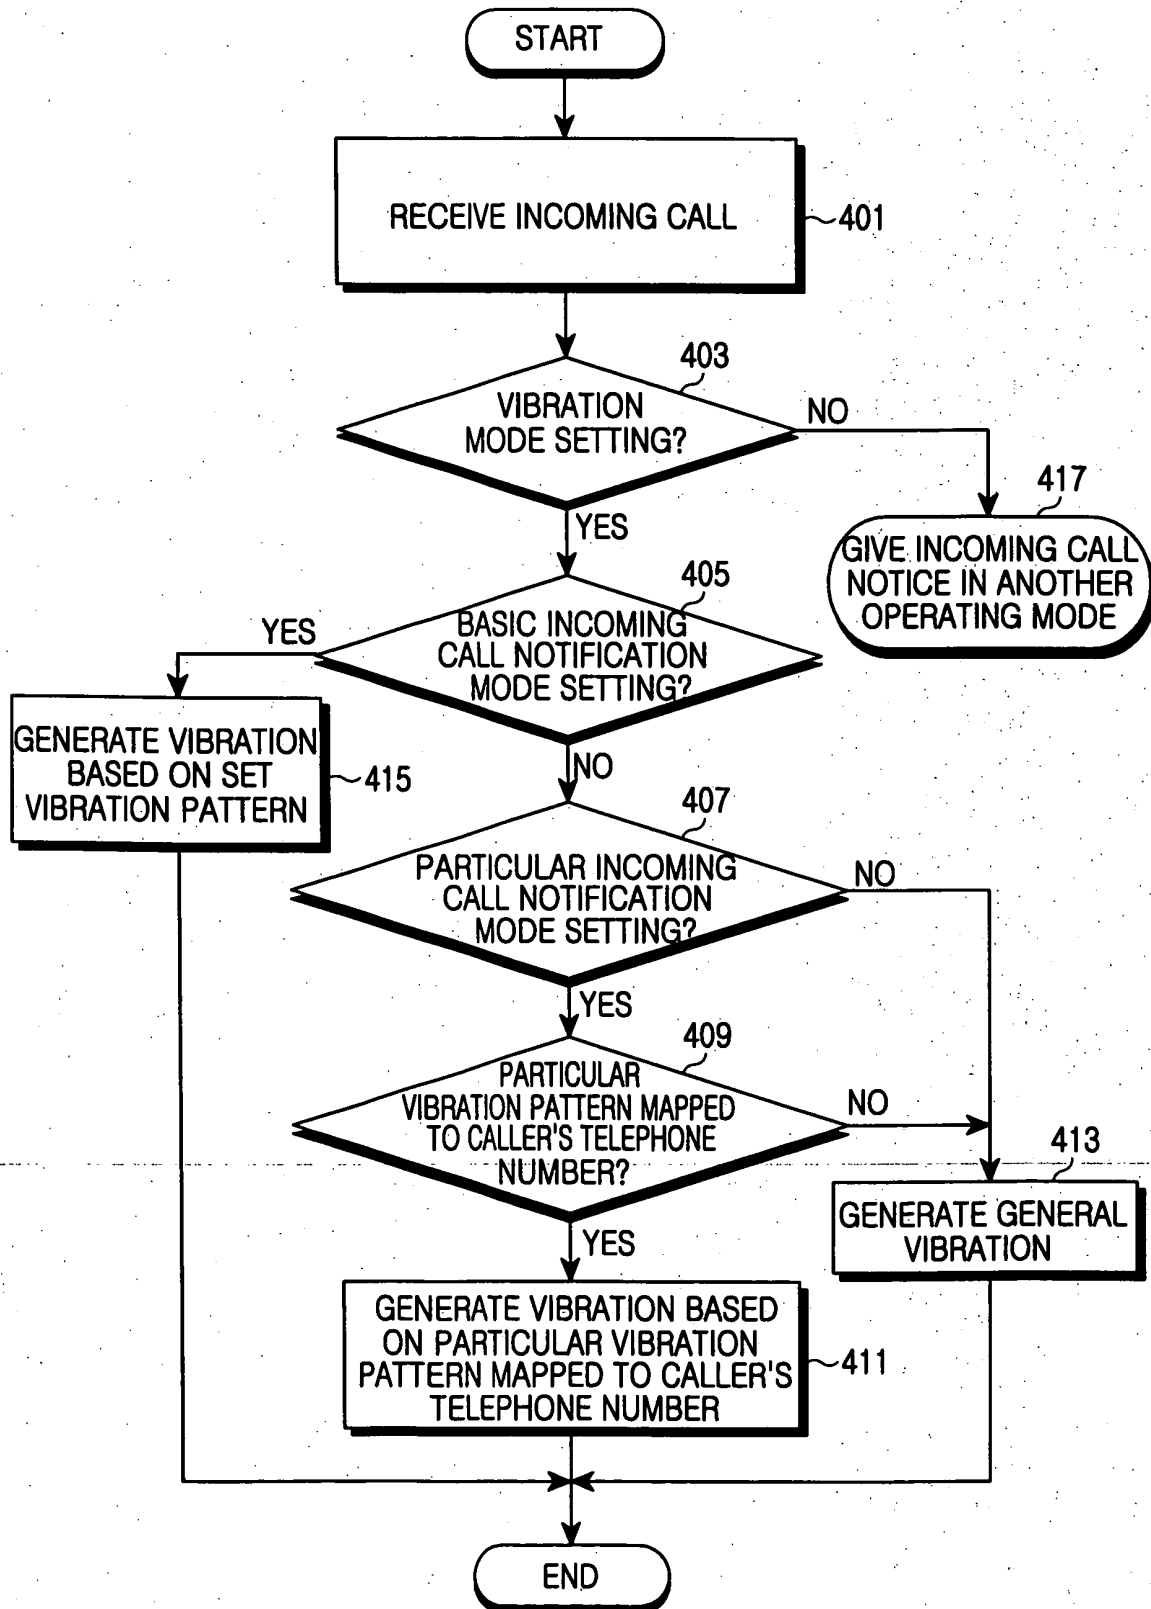 START
RECEIVE INCOMING CALL
401
403
VIBRATION
MODE SETTING?
NO
YES
417
GIVE INCOMING CALL
NOTICE IN ANOTHER
OPERATING MODE
405
BASIC INCOMING
CALL NOTIFICATION
MODE SETTING?
YES
NO
GENERATE VIBRATION
BASED ON SET
VIBRATION PATTERN
415
407
PARTICULAR INCOMING
CALL NOTIFICATION
MODE SETTING?
NO
YES
409
PARTICULAR
VIBRATION PATTERN MAPPED
TO CALLER'S TELEPHONE
NUMBER?
NO
YES
413
GENERATE GENERAL
VIBRATION
GENERATE VIBRATION BASED
ON PARTICULAR VIBRATION
PATTERN MAPPED TO CALLER'S
TELEPHONE NUMBER
411
END